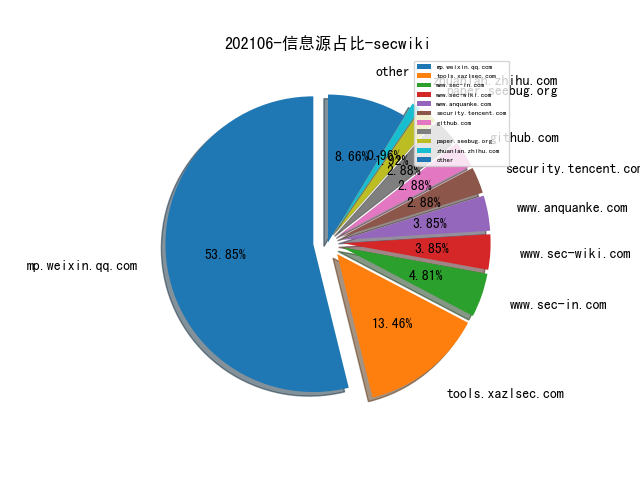 202106-信息源占比-secwiki
other
zhuanlan.zhihu.com
paper.seebug.org
github.com
security.tencent.com
www.anquanke.com
www.sec-wiki.com
www.sec-in.com
tools.xazlsec.com
mp.weixin.qq.com
8.66%
0.96%
1.92%
2.88%
2.88%
2.88%
3.85%
3.85%
4.81%
13.46%
53.85%
mp.weixin.qq.com
tools.xazlsec.com
www.sec-in.com
www.sec-wiki.com
www.anquanke.com
security.tencent.com
github.com
paper.seebug.org
zhuanlan.zhihu.com
other